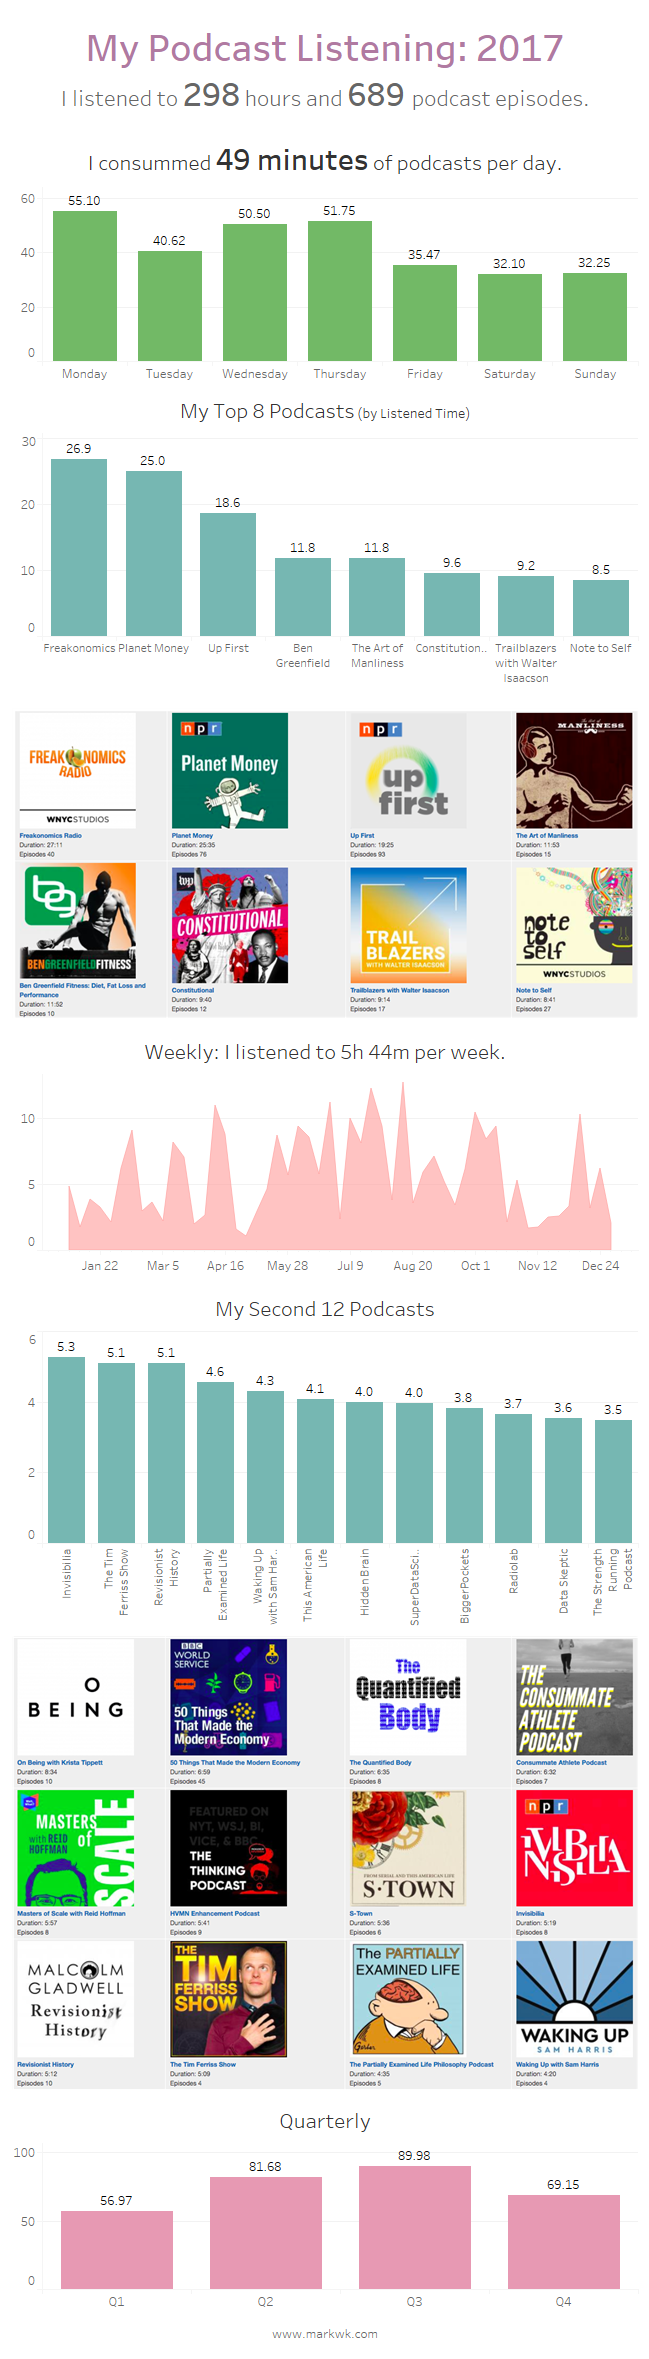 My Podcast Listening: 2017
I listened to 298 hours and 689 podcast episodes.
I consummed 49 minutes of podcasts per day.
60
40
20
0
55.10
40.62
50.50
51.75
35.47
32.10
32.25
Monday
Tuesday
Wednesday
Thursday
Friday
Saturday
Sunday
My Top 8 Podcasts (by Listened Time)
30
20
10
0
26.9
25.0
18.6
11.8
11.8
9.6
9.2
8.5
Freakonomics
Planet Money
Up First
Ben
Greenfield
The Art of
Manliness
Constitution..
Trailblazers
with Walter
Isaacson
Note to Self
FREAKONOMICS
RADIO
WNYCSTUDIOS
Freakonomics Radio
Duration: 27:11
Episodes 40
npr
Planet Money
Planet Money
Duration: 25:35
Episodes 76
npr
up
first
Up First
Duration: 19:25
Episodes 93
The Art of
MANLINESS
The Art of Manliness
Duration: 11:53
Episodes 15
BENGREENFIELDFITNESS
Ben Greenfield Fitness: Diet, Fat Loss and
Performance
Duration: 11:52
Episodes 10
wp
CONSTITUTIONAL
Constitutional
Duration: 9:40
Episodes 12
TRAIL
BLAZERS
WITH WALTER ISAACSON
Trailblazers with Walter Isaacson
Duration: 9:14
Episodes 17
note
to
self
WNYCSTUDIOS
Note to Self
Duration: 8:41
Episodes 27
Weekly: I listened to 5h 44m per week.
10
5
0
Jan 22
Mar 5
Apr 16
May 28
Jul 9
Aug 20
Oct 1
Nov 12
Dec 24
My Second 12 Podcasts
6
4
2
0
5.3
5.1
5.1
4.6
4.3
4.1
4.0
4.0
3.8
3.7
3.6
3.5
Invisibilia
The Tim
Ferriss Show
Revisionist
History
Partially
Examined Life
Waking Up
with Sam Har..
This American
Life
Hidden Brain
SuperDataSci..
BiggerPockets
Radiolab
Data Skeptic
The Strength
Running
Podcast
O
BEING
On Being with Krista Tippett
Duration: 8:34
Episodes 10
BBC
WORLD
SERVICE
50 Things
That Made the
Modern Economy
50 Things That Made the Modern Economy
Duration: 6:59
Episodes 45
The
Quantified
Body
The Quantified Body
Duration: 6:35
Episodes 8
THE
CONSUMMATE
ATHLETE
PODCAST
Consummate Athlete Podcast
Duration: 6:32
Episodes 7
MASTERS
with REID of
HOFFMAN
SCALE
Masters of Scale with Reid Hoffman
Duration: 5:57
Episodes 8
FEATURED ON
NYT, WSJ, BI,
VICE, & BBC
THE
THINKING
PODCAST
HVMN Enhancement Podcast
Duration: 5:41
Episodes 9
FROM SERIAL AND THIS AMERICAN LIFE
S-TOWN
S-Town
Duration: 5:36
Episodes 6
npr
INVISIBILIA
Invisibilia
Duration: 5:19
Episodes 8
MALCOLM
GLADWELL
Revisionist
History
Revisionist History
Duration: 5:12
Episodes 10
THE
TIM
FERRISS
SHOW
The Tim Ferriss Show
Duration: 5:09
Episodes 4
The PARTIALLY
EXAMINED LIFE
The Partially Examined Life Philosophy Podcast
Duration: 4:35
Episodes 5
WAKING UP
SAM HARRIS
Waking Up with Sam Harris
Duration: 4:20
Episodes 4
Quarterly
100
50
0
56.97
81.68
89.98
69.15
Q1
Q2
Q3
Q4
www.markwk.com